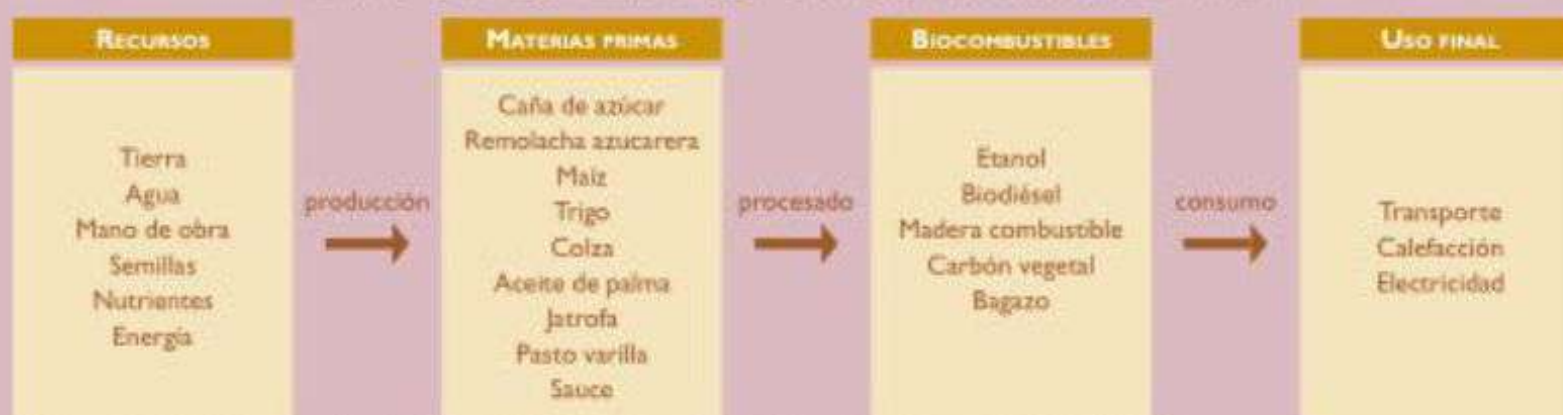 RECURSOS
Tierra
Agua
Mano de obra
Semillas
Nutrientes
Energía
producción
MATERIAS PRIMAS
Caña de azúcar
Remolacha azucarera
Maíz
Trigo
Colza
Aceite de palma
Jatrofa
Pasto varilla
Sauce
procesado
BIOCOMBUSTIBLES
Etanol
Biodiésel
Madera combustible
Carbón vegetal
Bagazo
consumo
USO FINAL
Transporte
Calefacción
Electricidad